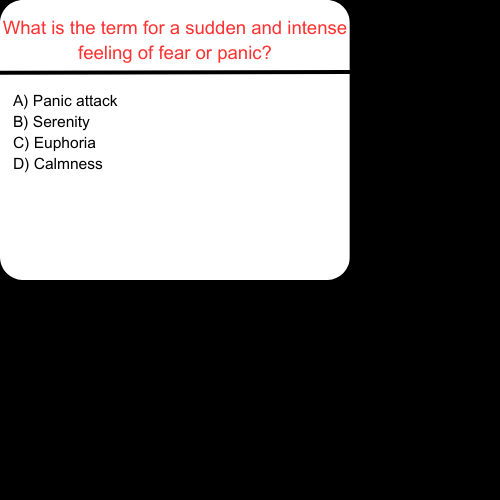 What is the term for a sudden and intense
feeling of fear or panic?
A) Panic attack
B) Serenity
C) Euphoria
D) Calmness